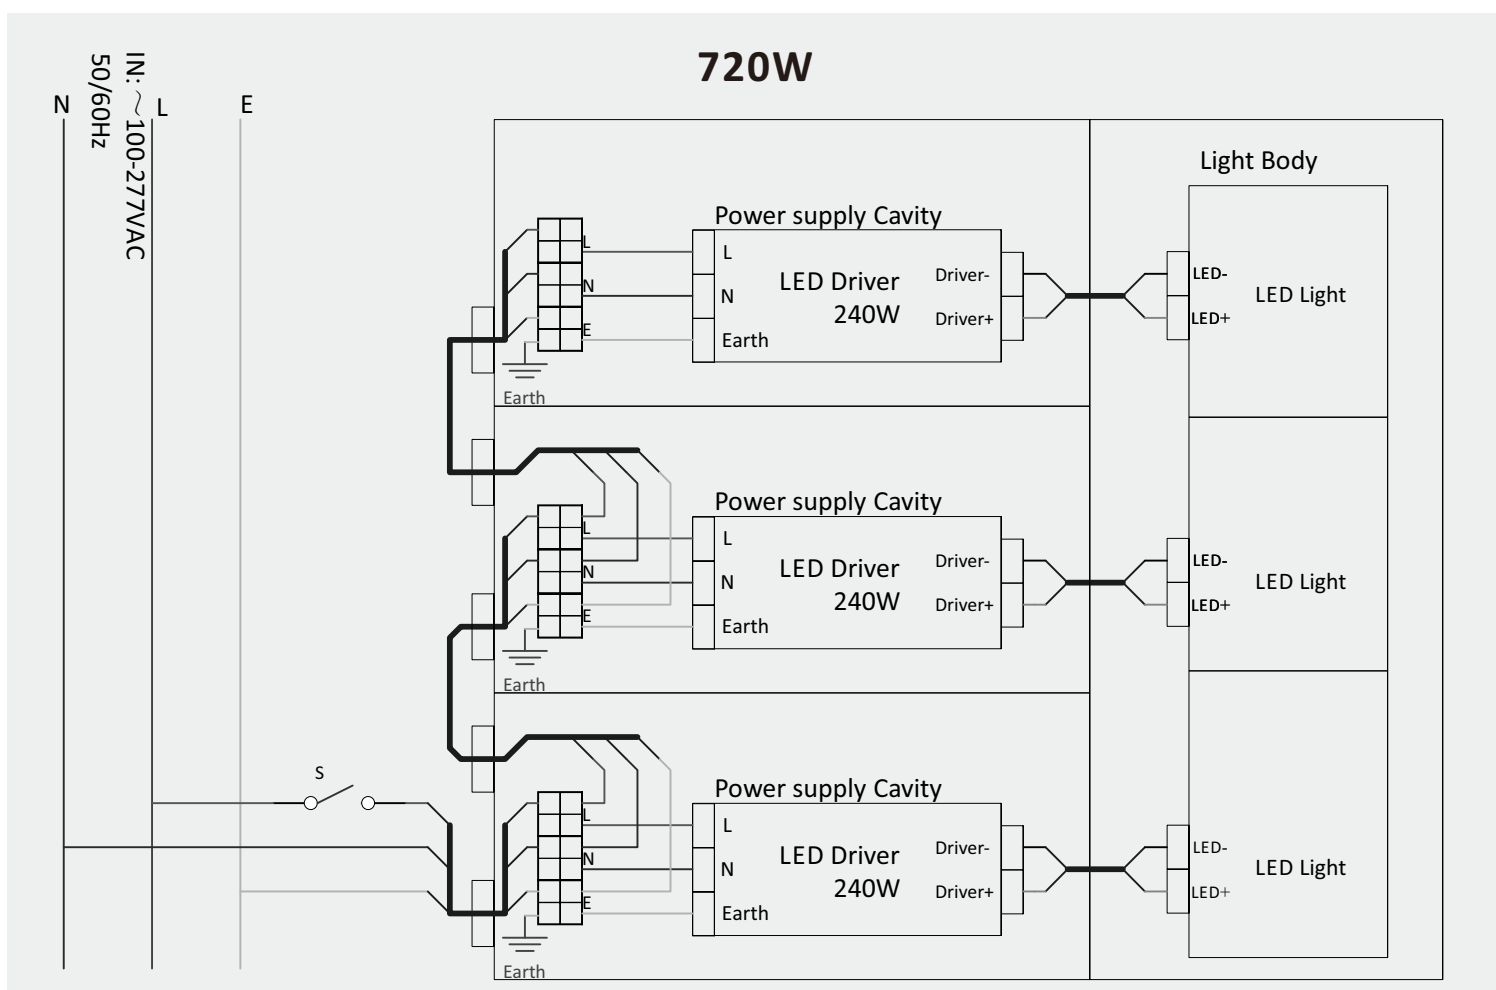 720W
N
IN: ~100-277VAC
50/60Hz
L
E
Light Body
Power supply Cavity
L
N
E
Earth
L
N
Earth
LED Driver
240W
Driver-
Driver+
LED-
LED+
LED Light
Power supply Cavity
L
N
E
Earth
L
N
Earth
LED Driver
240W
Driver-
Driver+
LED-
LED+
LED Light
S
Power supply Cavity
L
N
E
Earth
L
N
Earth
LED Driver
240W
Driver-
Driver+
LED-
LED+
LED Light